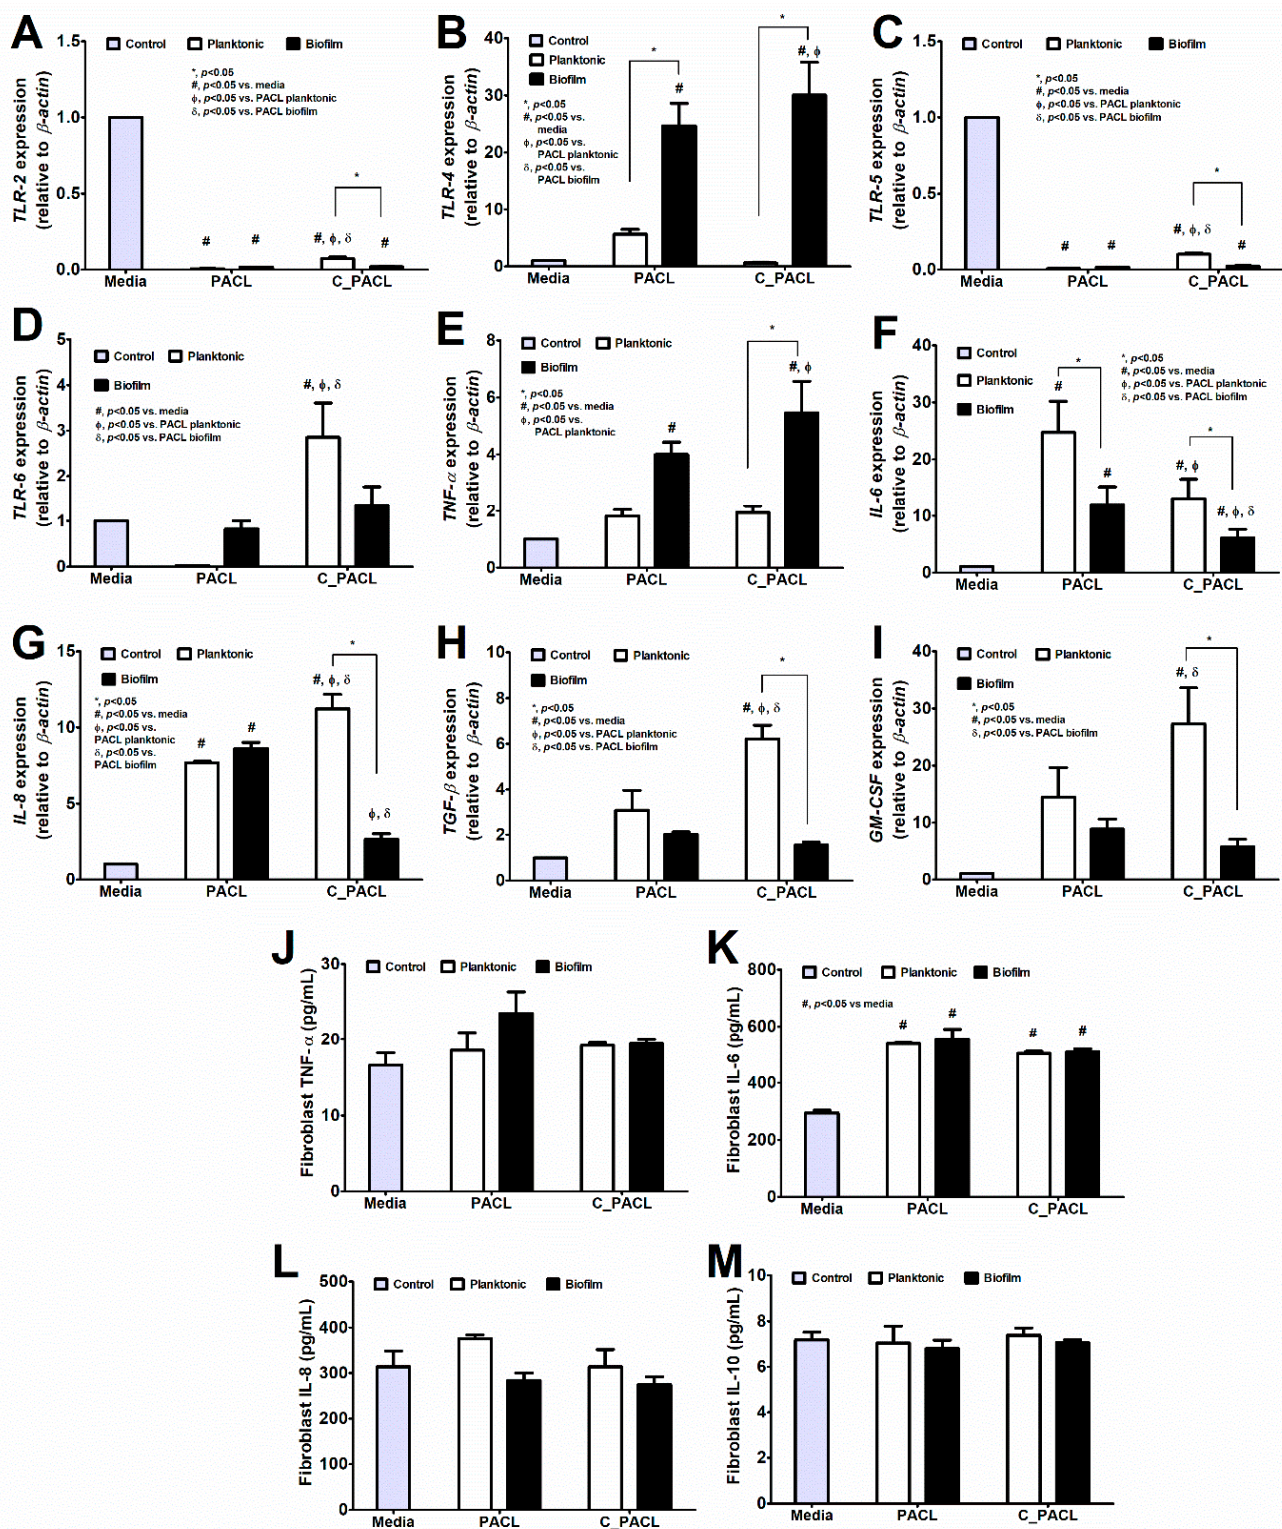 A
TLR-2 expression
(relative to β-actin)
1.5
1.0
0.5
0.0
Control Planktonic Biofilm
*, p<0.05
#, p<0.05 vs. media
ϕ, p<0.05 vs. PACL planktonic
δ, p<0.05 vs. PACL biofilm
# # #, ϕ, δ * #
Media PACL C_PACL
B
TLR-4 expression
(relative to β-actin)
40
30
20
10
0
Control
Planktonic
Biofilm
*, p<0.05
#, p<0.05 vs.
media
ϕ, p<0.05 vs.
PACL planktonic
δ, p<0.05 vs.
PACL biofilm
* # * #, ϕ
Media PACL C_PACL
C
TLR-5 expression
(relative to β-actin)
1.5
1.0
0.5
0.0
Control Planktonic Biofilm
*, p<0.05
#, p<0.05 vs. media
ϕ, p<0.05 vs. PACL planktonic
δ, p<0.05 vs. PACL biofilm
# # #, ϕ, δ * #
Media PACL C_PACL
D
TLR-6 expression
(relative to β-actin)
5
4
3
2
1
0
Control Planktonic
Biofilm
#, p<0.05 vs. media
ϕ, p<0.05 vs. PACL planktonic
δ, p<0.05 vs. PACL biofilm
#, ϕ, δ
Media PACL C_PACL
E
TNF-α expression
(relative to β-actin)
8
6
4
2
0
Control Planktonic
Biofilm
*, p<0.05
#, p<0.05 vs. media
ϕ, p<0.05 vs.
PACL planktonic
# * #, ϕ
Media PACL C_PACL
F
IL-6 expression
(relative to β-actin)
40
30
20
10
0
Control
Planktonic
Biofilm
*, p<0.05
#, p<0.05 vs. media
ϕ, p<0.05 vs. PACL planktonic
δ, p<0.05 vs. PACL biofilm
# * # #, ϕ * #, ϕ, δ
Media PACL C_PACL
G
IL-8 expression
(relative to β-actin)
15
10
5
0
Control Planktonic
Biofilm
*, p<0.05
#, p<0.05 vs. media
ϕ, p<0.05 vs.
PACL planktonic
δ, p<0.05 vs.
PACL biofilm
# # #, ϕ, δ * ϕ, δ
Media PACL C_PACL
H
TGF-β expression
(relative to β-actin)
10
8
6
4
2
0
Control Planktonic
Biofilm
*, p<0.05
#, p<0.05 vs. media
ϕ, p<0.05 vs. PACL planktonic
δ, p<0.05 vs. PACL biofilm
#, ϕ, δ *
Media PACL C_PACL
I
GM-CSF expression
(relative to β-actin)
40
30
20
10
0
Control Planktonic
Biofilm
*, p<0.05
#, p<0.05 vs. media
δ, p<0.05 vs. PACL biofilm
#, δ *
Media PACL C_PACL
J
Fibroblast TNF-α (pg/mL)
30
20
10
0
Control Planktonic Biofilm
Media PACL C_PACL
K
Fibroblast IL-6 (pg/mL)
800
600
400
200
0
Control Planktonic Biofilm
#, p<0.05 vs media
# # # #
Media PACL C_PACL
L
Fibroblast IL-8 (pg/mL)
500
400
300
200
100
0
Control Planktonic Biofilm
Media PACL C_PACL
M
Fibroblast IL-10 (pg/mL)
10
8
6
4
2
0
Control Planktonic Biofilm
Media PACL C_PACL